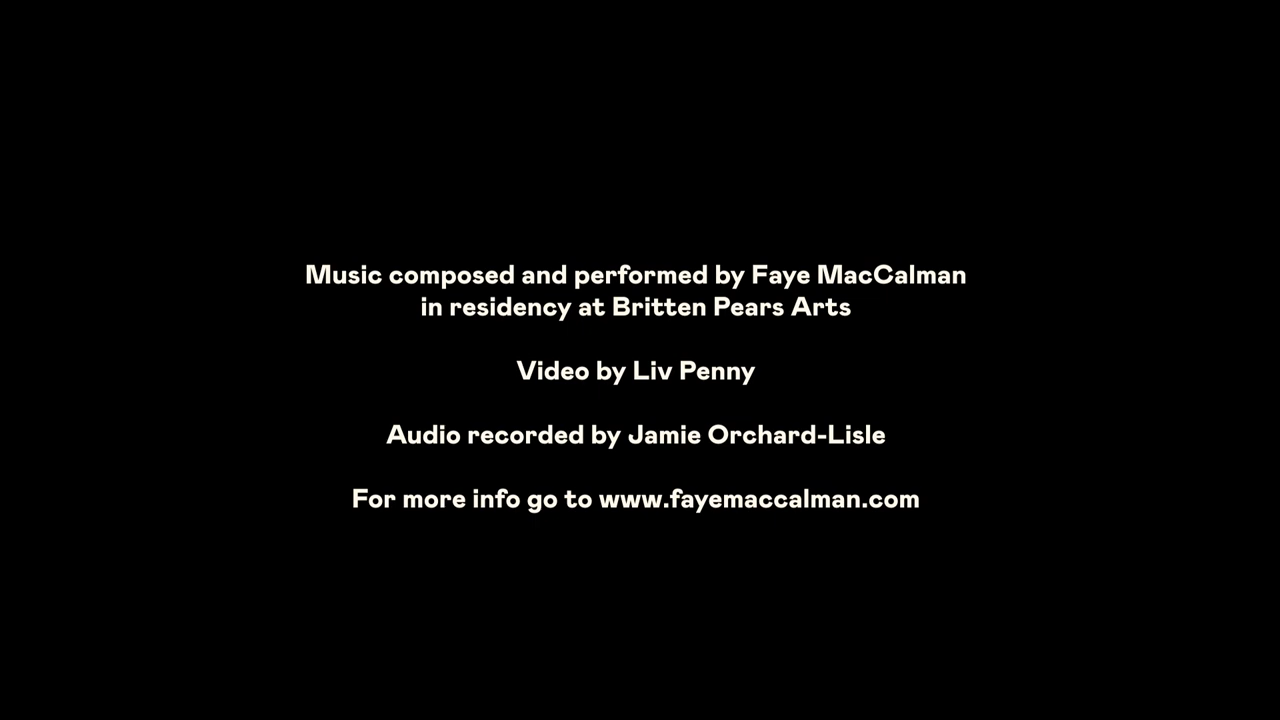 Music composed and performed by Faye MacCalman
in residency at Britten Pears Arts
Video by Liv Penny
Audio recorded by Jamie Orchard-Lisle
For more info go to www.fayemaccalman.com